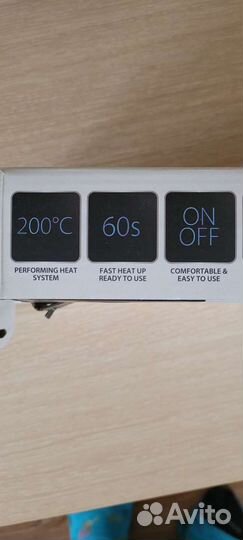 200°C
PERFORMING HEAT
SYSTEM
60s
FAST HEAT UP
READY TO USE
ON
OFF
COMFORTABLE &
EASY TO USE
Avito